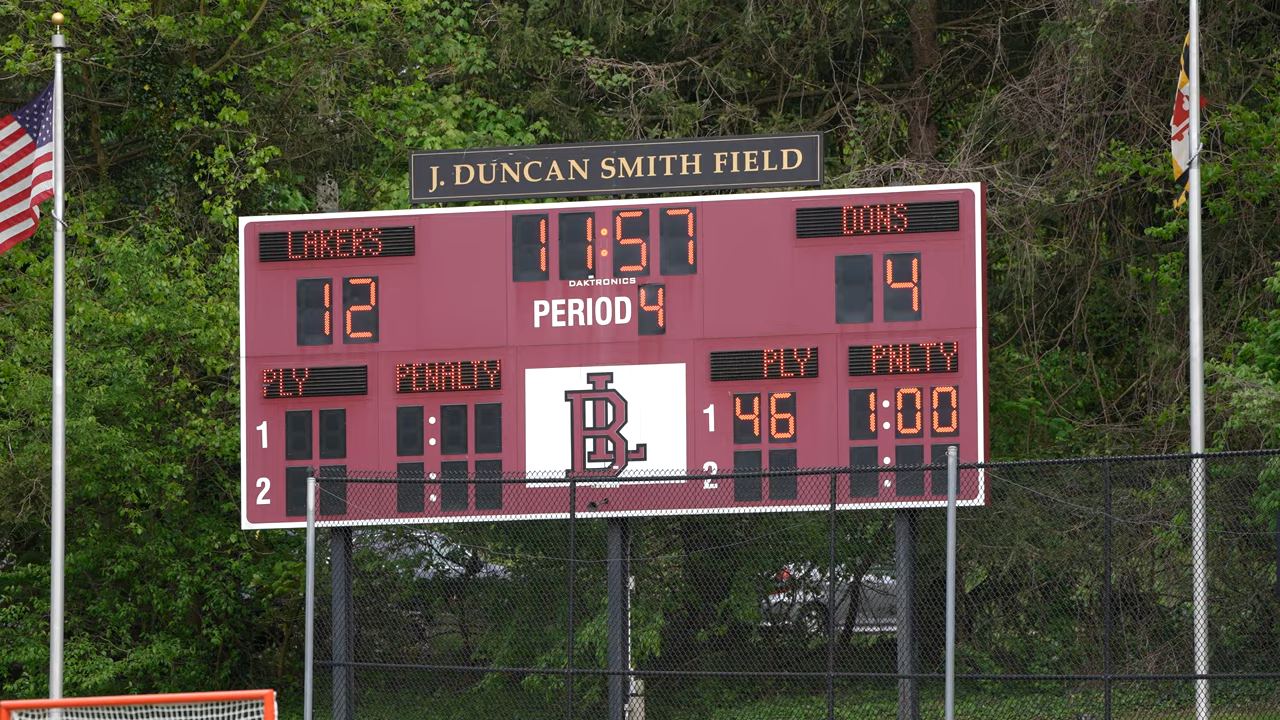 J. DUNCAN SMITH FIELD
LAKERS 11:57 DONS
DAKTRONICS
12 PERIOD 4 4
PLY PENALTY PLY PNLTY
BL
1 1 46 1:00
2 2